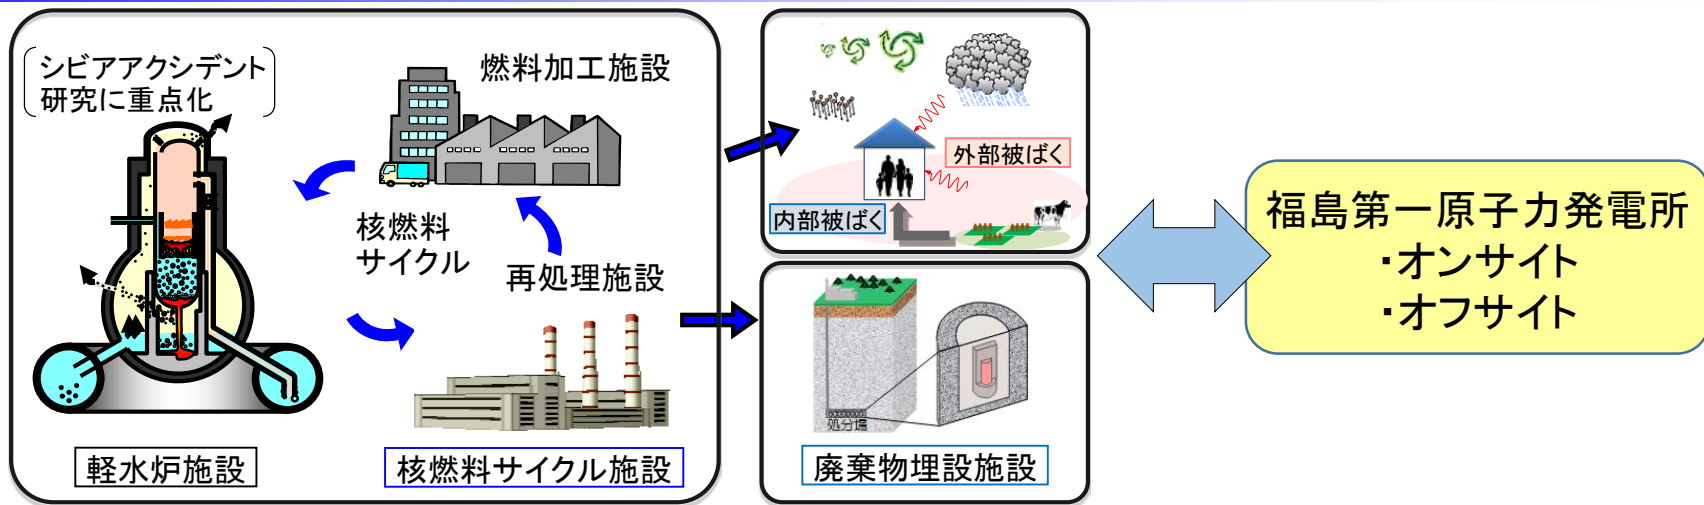 シビアアクシデント
研究に重点化
燃料加工施設
核燃料
サイクル
再処理施設
軽水炉施設
核燃料サイクル施設
外部被ばく
内部被ばく
処分場
廃棄物埋設施設
福島第一原子力発電所
・オンサイト
・オフサイト